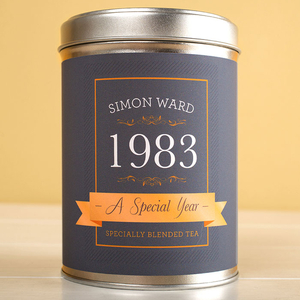 SIMON WARD
1983
- A Special Year -
SPECIALLY BLENDED TEA